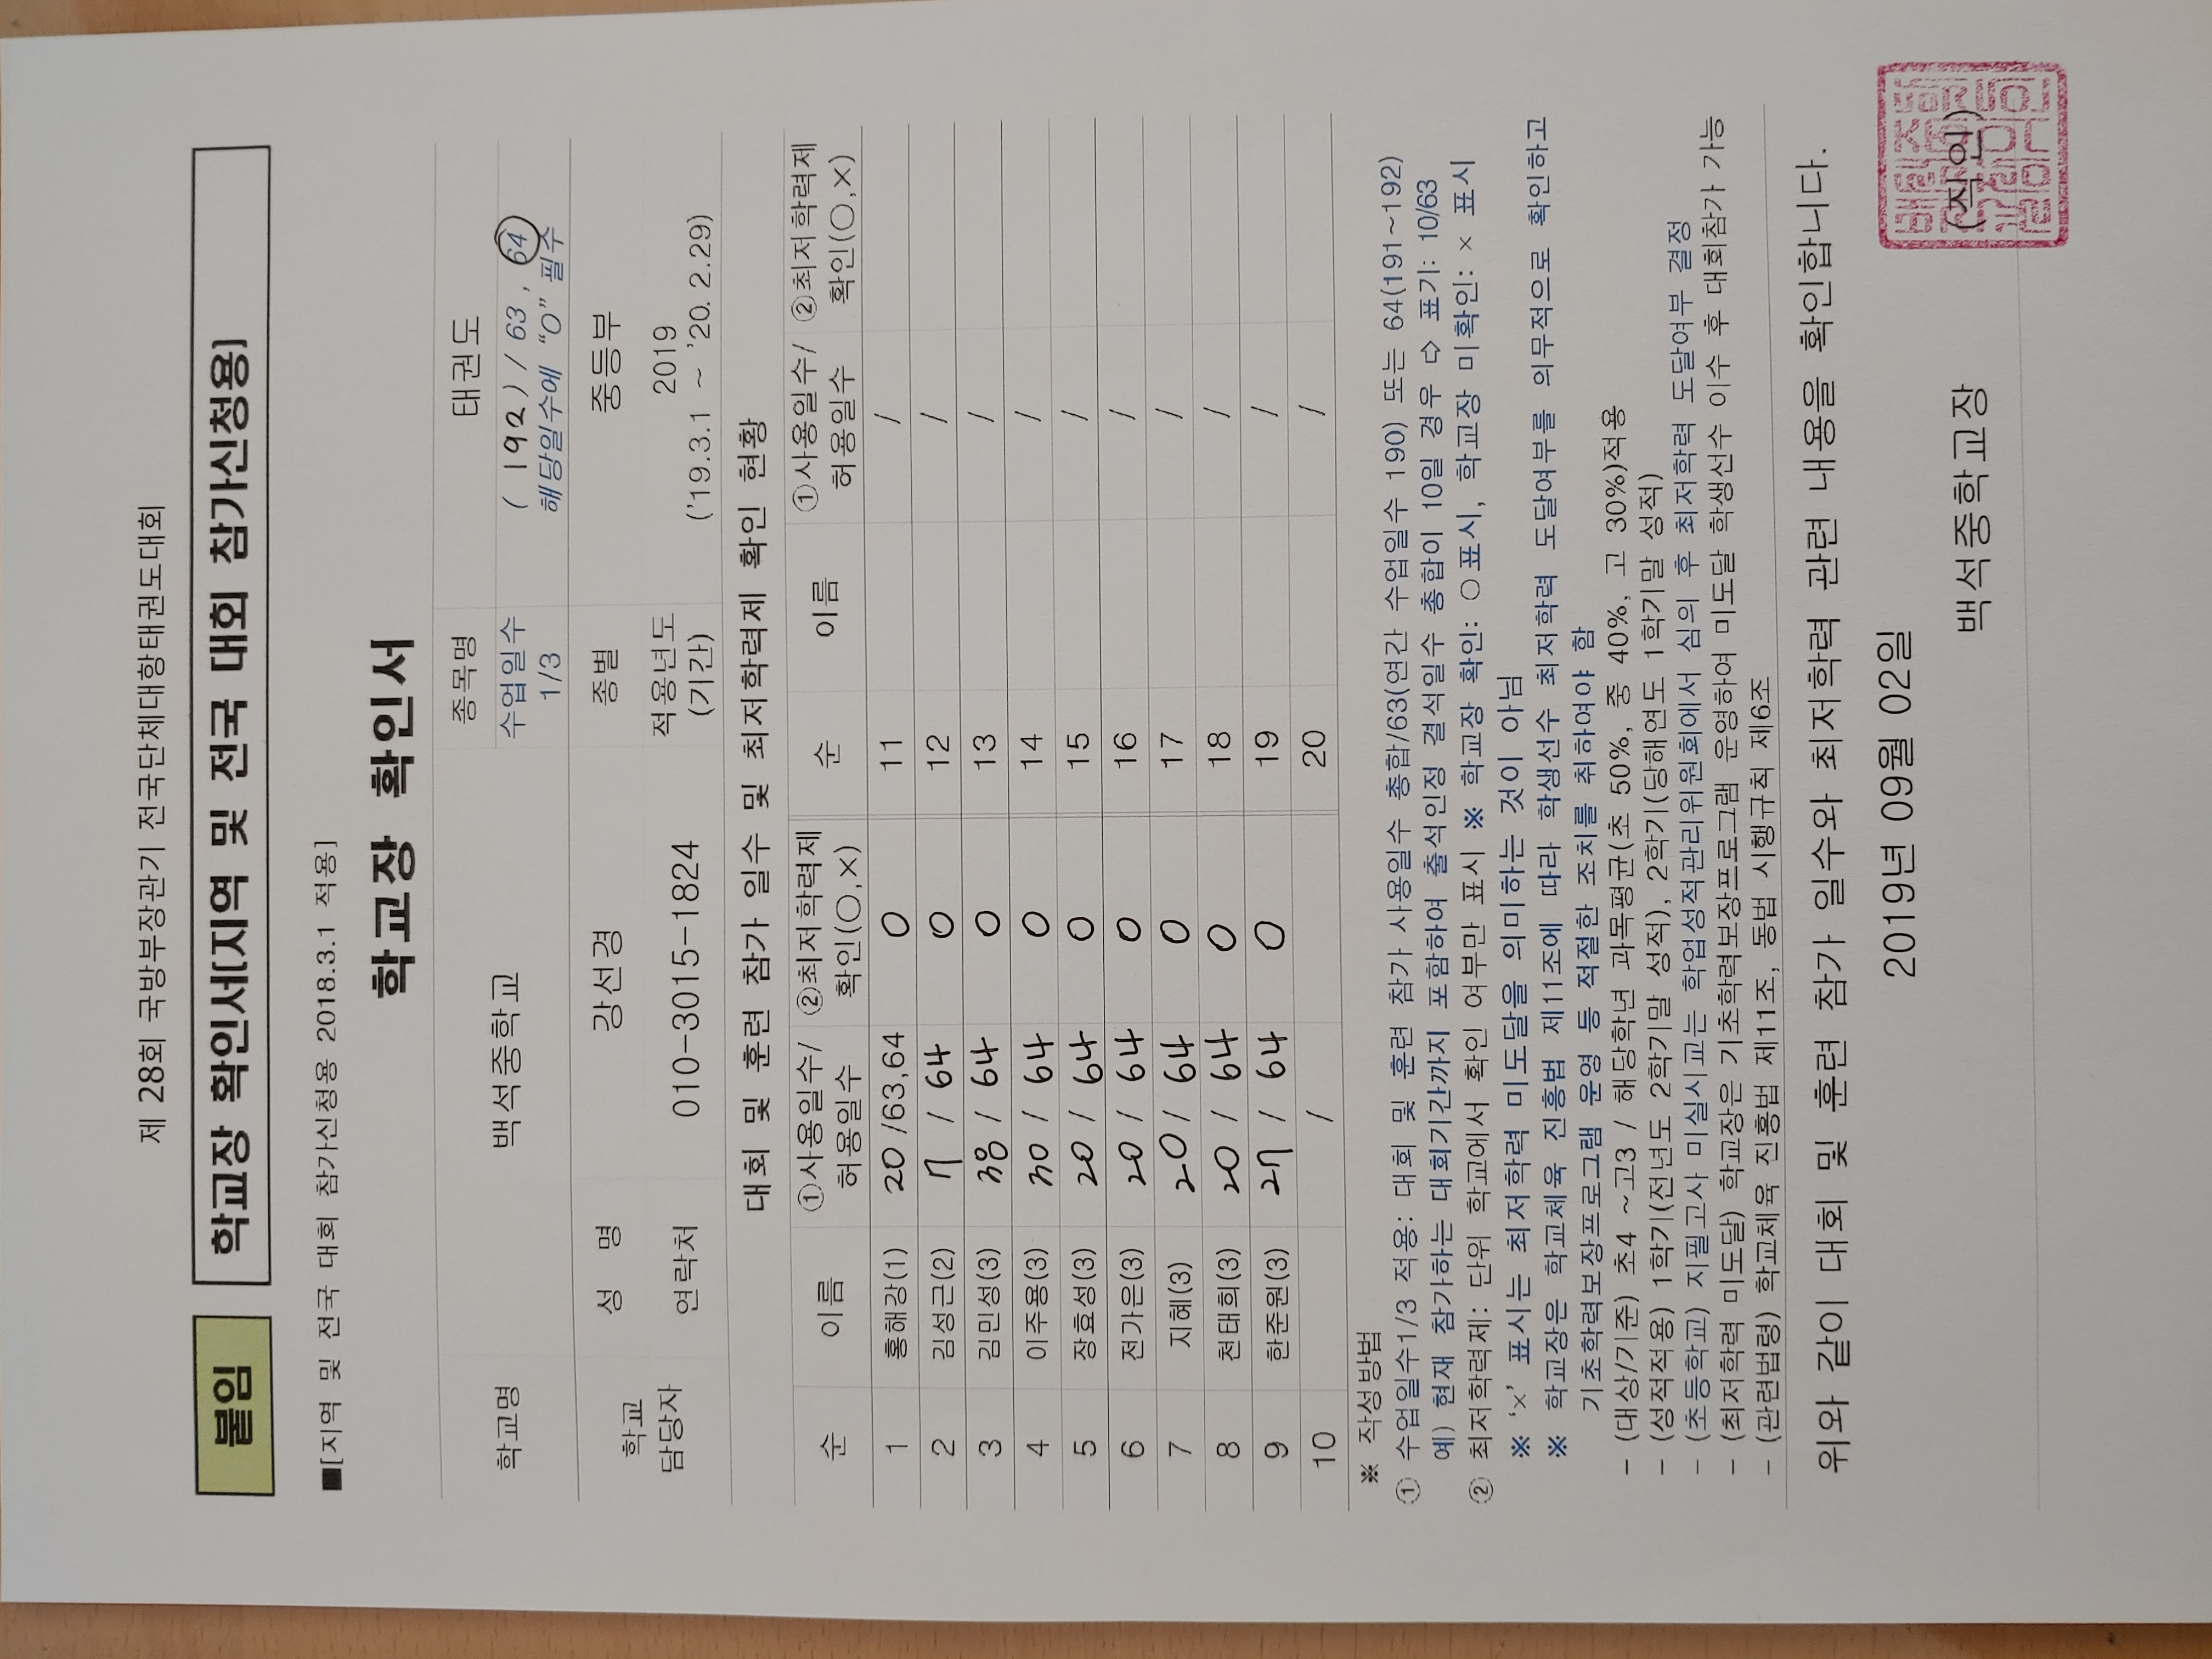 제 28회 국방부장관기 전국단체대항태권도대회
붙임 학교장 확인서[지역 및 전국 대회 참가신청용]
■[지역 및 전국 대회 참가신청용 2018.3.1 적용]
학교장 확인서
학교명 백석중학교 종목명 태권도
수업일수 1/3 ( 192 ) / 63 , 64
해당일수에 "O" 필수
학교 담당자 성 명 강선경 종별 중등부
연락처 010-3015-1824 적용년도 (기간) 2019
('19.3.1 ~ '20.2.29)
대회 및 훈련 참가 일수 및 최저학력제 확인 현황
순 이름 ①사용일수/허용일수 ②최저학력제 확인(○,×) 순 이름 ①사용일수/허용일수 ②최저학력제 확인(○,×)
1 홍해강(1) 20 /63,64 O 11 /
2 김성근(2) 7 / 64 O 12 /
3 김민성(3) / 64 O 13 /
4 이주용(3) 30 / 64 O 14 /
5 장효성(3) 20 / 64 O 15 /
6 전가은(3) 20 / 64 O 16 /
7 지혜(3) 20 / 64 O 17 /
8 천태희(3) 20 / 64 O 18 /
9 한준원(3) 27 / 64 O 19 /
10 / 20 /
※ 작성방법
① 수업일수1/3 적용: 대회 및 훈련 참가 사용일수 총합/63(연간 수업일수 190) 또는 64(191~192)
예) 현재 참가하는 대회기간까지 포함하여 출석인정 결석일수 총합이 10일 경우 ⇨ 표기: 10/63
② 최저학력제: 단위 학교에서 확인 여부만 표시 ※ 학교장 확인: ○표시, 학교장 미확인: × 표시
※ '×' 표시는 최저학력 미도달을 의미하는 것이 아님
※ 학교장은 학교체육 진흥법 제11조에 따라 학생선수 최저학력 도달여부를 의무적으로 확인하고
기초학력보장프로그램 운영 등 적절한 조치를 취하여야 함
- (대상/기준) 초4 ~고3 / 해당학년 과목평균(초 50%, 중 40%, 고 30%)적용
- (성적적용) 1학기(전년도 2학기말 성적), 2학기(당해연도 1학기말 성적)
- (초등학교) 지필고사 미실시교는 학업성적관리위원회에서 심의 후 최저학력 도달여부 결정
- (최저학력 미도달) 학교장은 기초학력보장프로그램 운영하여 미도달 학생선수 이수 후 대회참가 가능
- (관련법령) 학교체육 진흥법 제11조, 동법 시행규칙 제6조
위와 같이 대회 및 훈련 참가 일수와 최저학력 관련 내용을 확인합니다.
2019년 09월 02일
백석중학교장 (직인)